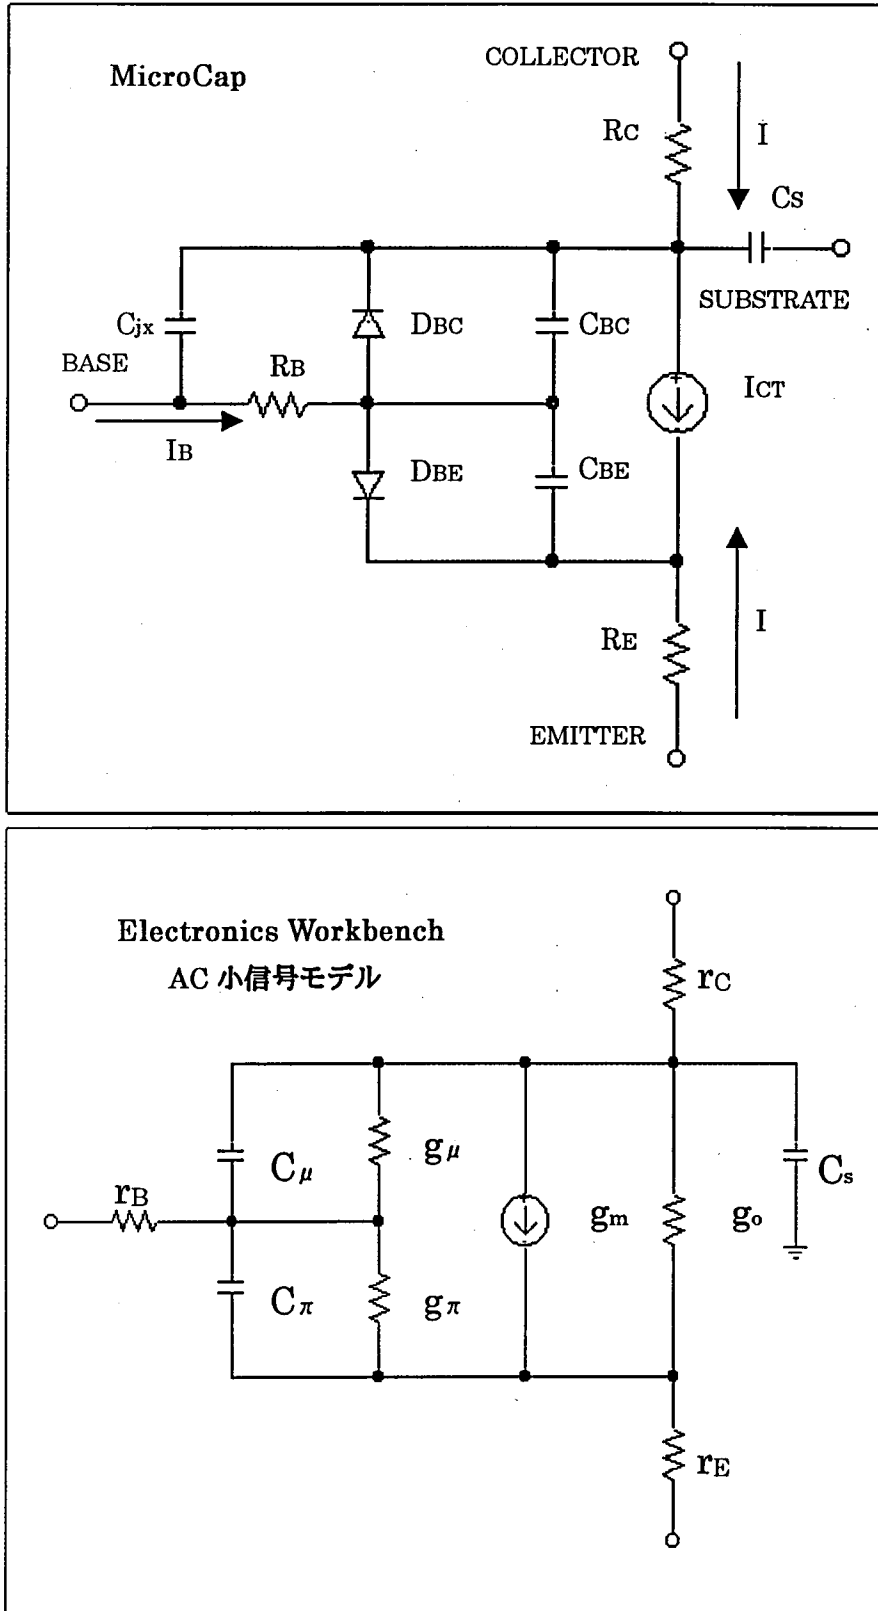 MicroCap
COLLECTOR
RC
I
CS
SUBSTRATE
Cjx
DBC
CBC
BASE
RB
ICT
IB
DBE
CBE
RE
I
EMITTER
Electronics Workbench
AC 小信号モデル
rC
Cμ
gμ
Cs
rB
gm
go
Cπ
gπ
rE